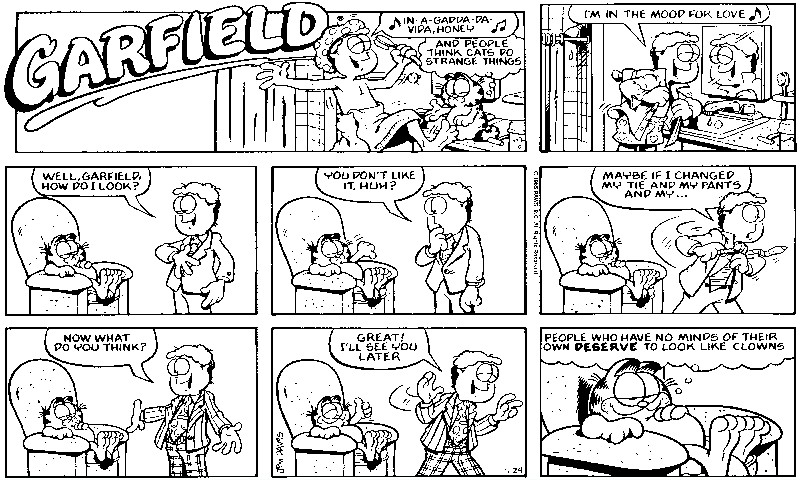 GARFIELD
♪ IN-A-GADDA-DA-
VIDA, HONEY ♪
AND PEOPLE
THINK CATS DO
STRANGE THINGS
I'M IN THE MOOD FOR LOVE ♪
WELL, GARFIELD,
HOW DO I LOOK?
YOU DON'T LIKE
IT, HUH?
MAYBE IF I CHANGED
MY TIE AND MY PANTS
AND MY...
NOW WHAT
DO YOU THINK?
GREAT!
I'LL SEE YOU
LATER
JIM DAVIS
PEOPLE WHO HAVE NO MINDS OF THEIR
OWN DESERVE TO LOOK LIKE CLOWNS